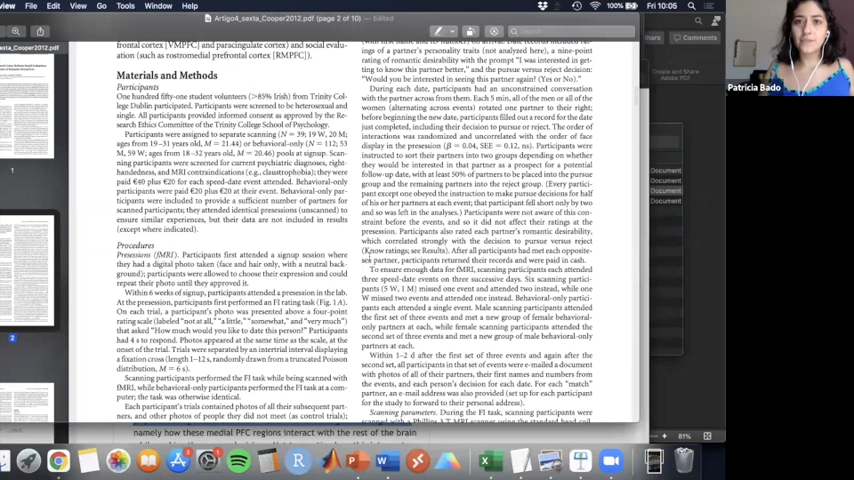 View
File
Edit
View
Go
Tools
Window
Help
100%
Fri 10:05
Artigo4_sexta_Cooper2012.pdf (page 2 of 10) — Edited
Search
sexta_Cooper2012.pdf
1
2
frontal cortex [VMPFC] and paracingulate cortex) and social evalu-
ation (such as rostromedial prefrontal cortex [RMPFC]).
Materials and Methods
Participants
One hundred fifty-one student volunteers (>85% Irish) from Trinity Col-
lege Dublin participated. Participants were screened to be heterosexual and
single. All participants provided informed consent as approved by the Re-
search Ethics Committee of the Trinity College School of Psychology.
Participants were assigned to separate scanning (N = 39; 19 W, 20 M;
ages from 19–31 years old, M = 21.44) or behavioral-only (N = 112; 53
M, 59 W; ages from 18–32 years old, M = 20.46) pools at signup. Scan-
ning participants were screened for current psychiatric diagnoses, right-
handedness, and MRI contraindications (e.g., claustrophobia); they were
paid €40 plus €20 for each speed-date event attended. Behavioral-only
participants were paid €20 plus €20 at their event. Behavioral-only par-
ticipants were included to provide a sufficient number of partners for
scanned participants; they attended identical presessions (unscanned) to
ensure similar experiences, but their data are not included in results
(except where indicated).
Procedures
Presessions (fMRI). Participants first attended a signup session where
their photo was taken (face and hair only, with a neutral back-
ground); participants were allowed to choose their expression and could
repeat their photo until they approved it.
Within 6 weeks of signup, participants attended a presession in the lab.
At the presession, participants first performed an FI rating task (Fig. 1A).
On each trial, a participant's photo was presented above a four-point
rating scale (labeled "not at all," "a little," "somewhat," and "very much")
that asked "How much would you like to date this person?" Participants
had 4 s to respond. Photos appeared at the same time as the scale, at the
onset of the trial. Trials were separated by an intertrial interval displaying
a fixation cross (length 1–12 s, randomly drawn from a truncated Poisson
distribution, M = 6 s).
Scanning participants performed the FI task while being scanned with
fMRI, while behavioral-only participants performed the FI task at a com-
puter; the task was otherwise identical.
Each participant's trials contained photos of all their subsequent part-
ners, and other photos of people they did not meet (as control trials);
ings of a partner's personality traits (not analyzed here), a nine-point
rating of romantic desirability with the prompt "I was interested in get-
ting to know this partner better," and the pursue versus reject decision:
"Would you be interested in seeing this partner again? (Yes or No)."
During each date, participants had an unconstrained conversation
with the partner across from them. Each 5 min, all of the men or all of the
women (alternating across events) rotated one partner to their right;
before beginning the new date, participants filled out a record for the date
just completed, including their decision to pursue or reject. The order of
interactions was randomized and uncorrelated with the order of face
display in the presession (β = 0.04, SEE = 0.12, ns). Participants were
instructed to sort their partners into two groups depending on whether
they would be interested in that partner as a prospect for a potential
follow-up date, with at least 50% of partners to be placed into the pursue
group and the remaining partners into the reject group. (Every partici-
pant except one obeyed the instruction to make pursue decisions for half
of his or her partners at each event; that participant fell short only by two
and so was left in the analyses.) Participants were not aware of this con-
straint before the events, and so it did not affect their ratings at the
presession. Participants also rated each partner's romantic desirability,
which correlated strongly with the decision to pursue versus reject
(Know ratings; see Results). After all participants had met each opposite-
sex partner, participants returned their records and were paid in cash.
To ensure enough data for fMRI, scanning participants each attended
three speed-date events on three successive days. Six scanning partici-
pants (5 W, 1 M) missed one event and attended two instead, while one
W missed two events and attended one instead. Behavioral-only partici-
pants each attended a single event. Male scanning participants attended
the first set of three events and met a new group of female behavioral-
only partners at each, while female scanning participants attended the
second set of three events and met a new group of male behavioral-only
partners at each.
Within 1–2 d after the first set of three events and again after the
second set, all participants in that set of events were e-mailed a document
with photos of all of their partners, their first names and numbers from
the events, and each person's decision for each date. For each "match"
partner, an e-mail address was also provided (set up for each participant
for the study to forward to their personal address).
Scanning parameters. During the FI task, scanning participants were
namely how these medial PFC regions interact with the rest of the brain
Share
Comments
Create and Share
Adobe PDF
Document
Document
Document
Document
81%
Patricia Bado